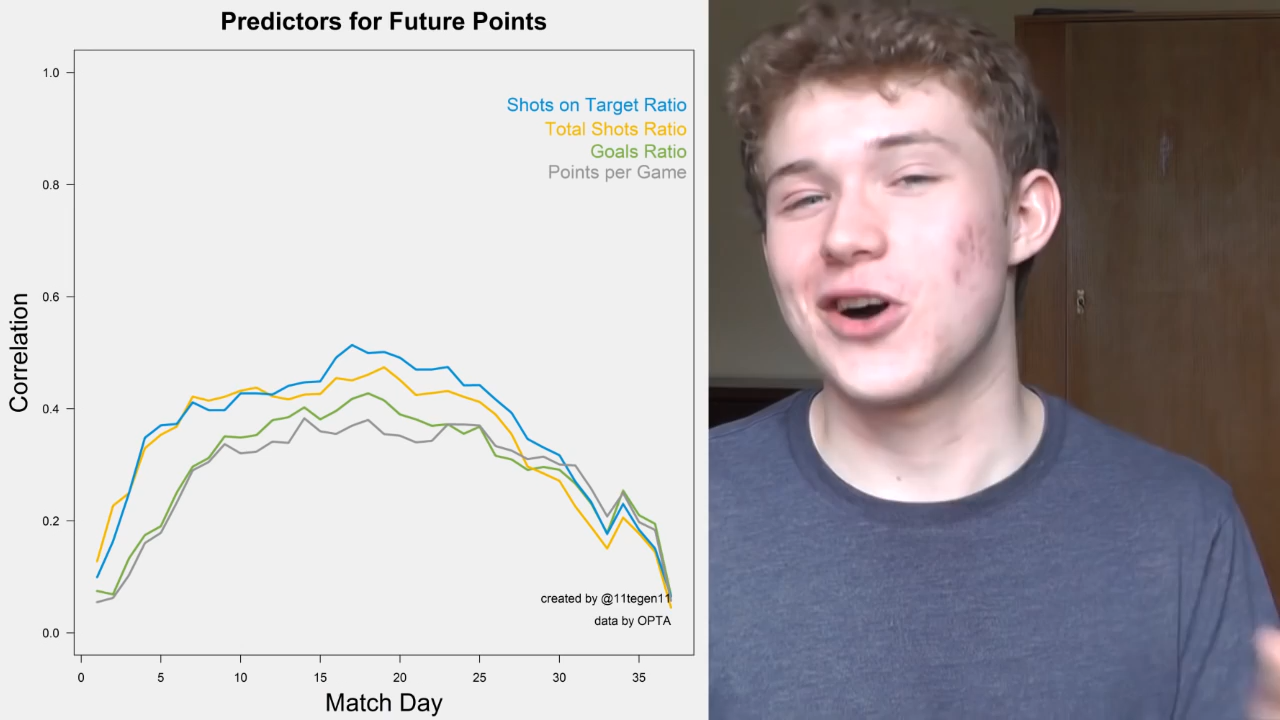 Predictors for Future Points
Shots on Target Ratio
Total Shots Ratio
Goals Ratio
Points per Game
Correlation
1.0
0.8
0.6
0.4
0.2
0.0
created by @11tegen11
data by OPTA
0 5 10 15 20 25 30 35
Match Day